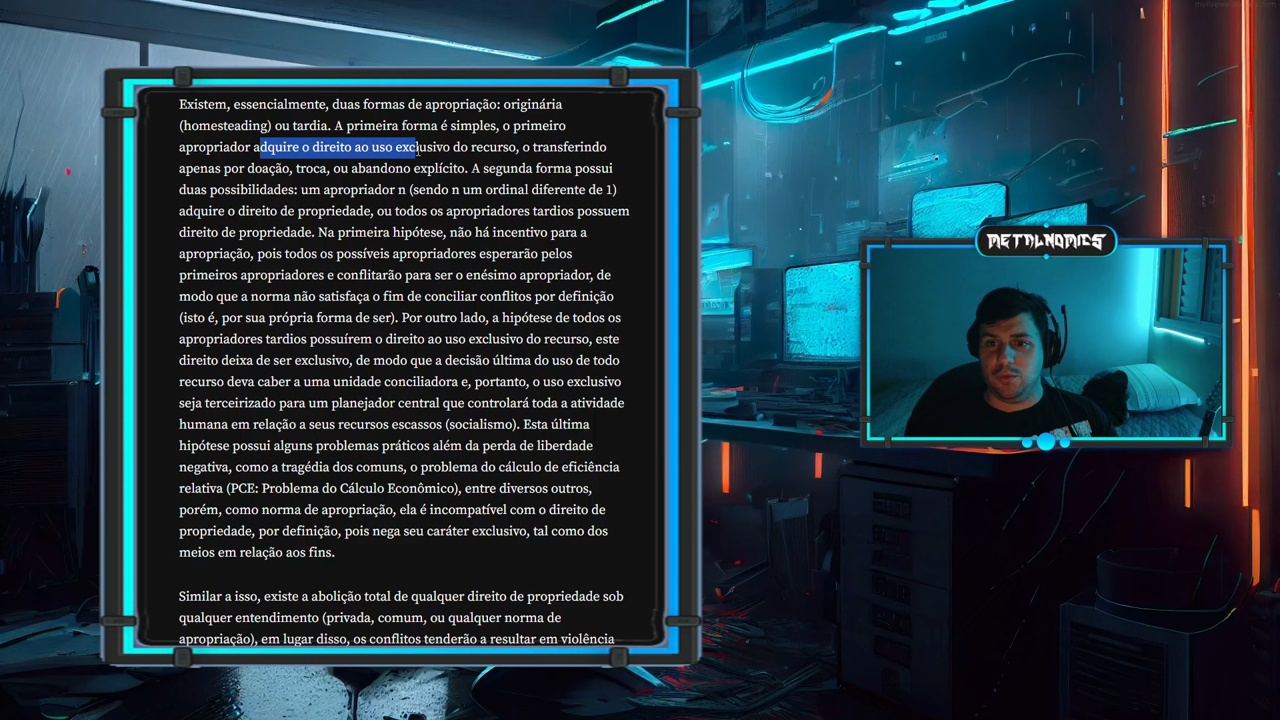 Existem, essencialmente, duas formas de apropriação: originária
(homesteading) ou tardia. A primeira forma é simples, o primeiro
apropriador adquire o direito ao uso exclusivo do recurso, o transferindo
apenas por doação, troca, ou abandono explícito. A segunda forma possui
duas possibilidades: um apropriador n (sendo n um ordinal diferente de 1)
adquire o direito de propriedade, ou todos os apropriadores tardios possuem
direito de propriedade. Na primeira hipótese, não há incentivo para a
apropriação, pois todos os possíveis apropriadores esperarão pelos
primeiros apropriadores e conflitarão para ser o enésimo apropriador, de
modo que a norma não satisfaça o fim de conciliar conflitos por definição
(isto é, por sua própria forma de ser). Por outro lado, a hipótese de todos os
apropriadores tardios possuírem o direito ao uso exclusivo do recurso, este
direito deixa de ser exclusivo, de modo que a decisão última do uso de todo
recurso deva caber a uma unidade conciliadora e, portanto, o uso exclusivo
seja terceirizado para um planejador central que controlará toda a atividade
humana em relação a seus recursos escassos (socialismo). Esta última
hipótese possui alguns problemas práticos além da perda de liberdade
negativa, como a tragédia dos comuns, o problema do cálculo de eficiência
relativa (PCE: Problema do Cálculo Econômico), entre diversos outros,
porém, como norma de apropriação, ela é incompatível com o direito de
propriedade, por definição, pois nega seu caráter exclusivo, tal como dos
meios em relação aos fins.
Similar a isso, existe a abolição total de qualquer direito de propriedade sob
qualquer entendimento (privada, comum, ou qualquer norma de
apropriação), em lugar disso, os conflitos tenderão a resultar em violência
METALNOMICS